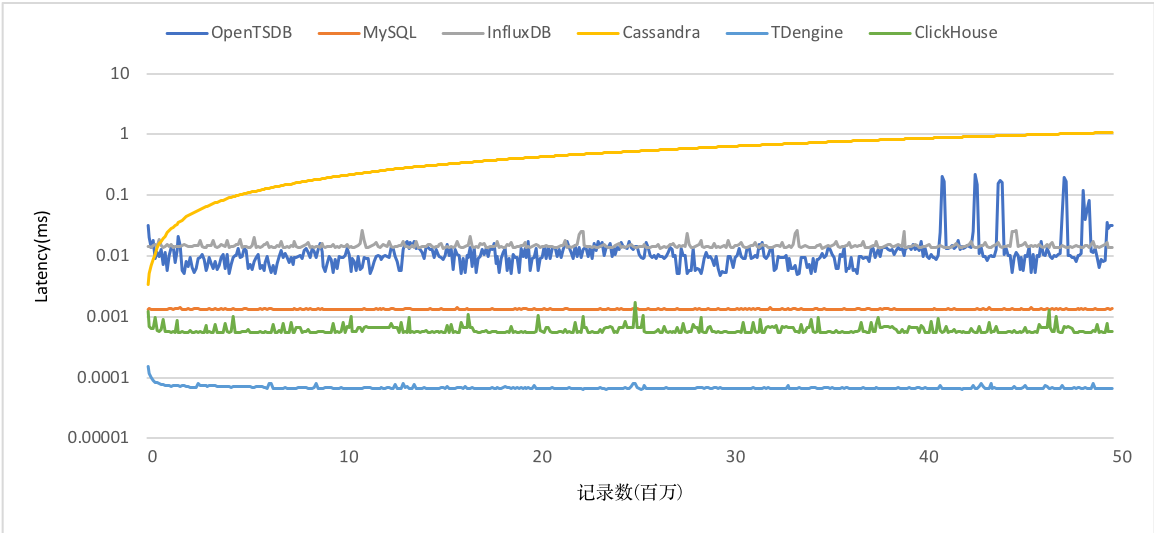 OpenTSDB MySQL InfluxDB Cassandra TDengine ClickHouse
10
1
0.1
0.01
0.001
0.0001
0.00001
Latency(ms)
0 10 20 30 40 50
记录数(百万)